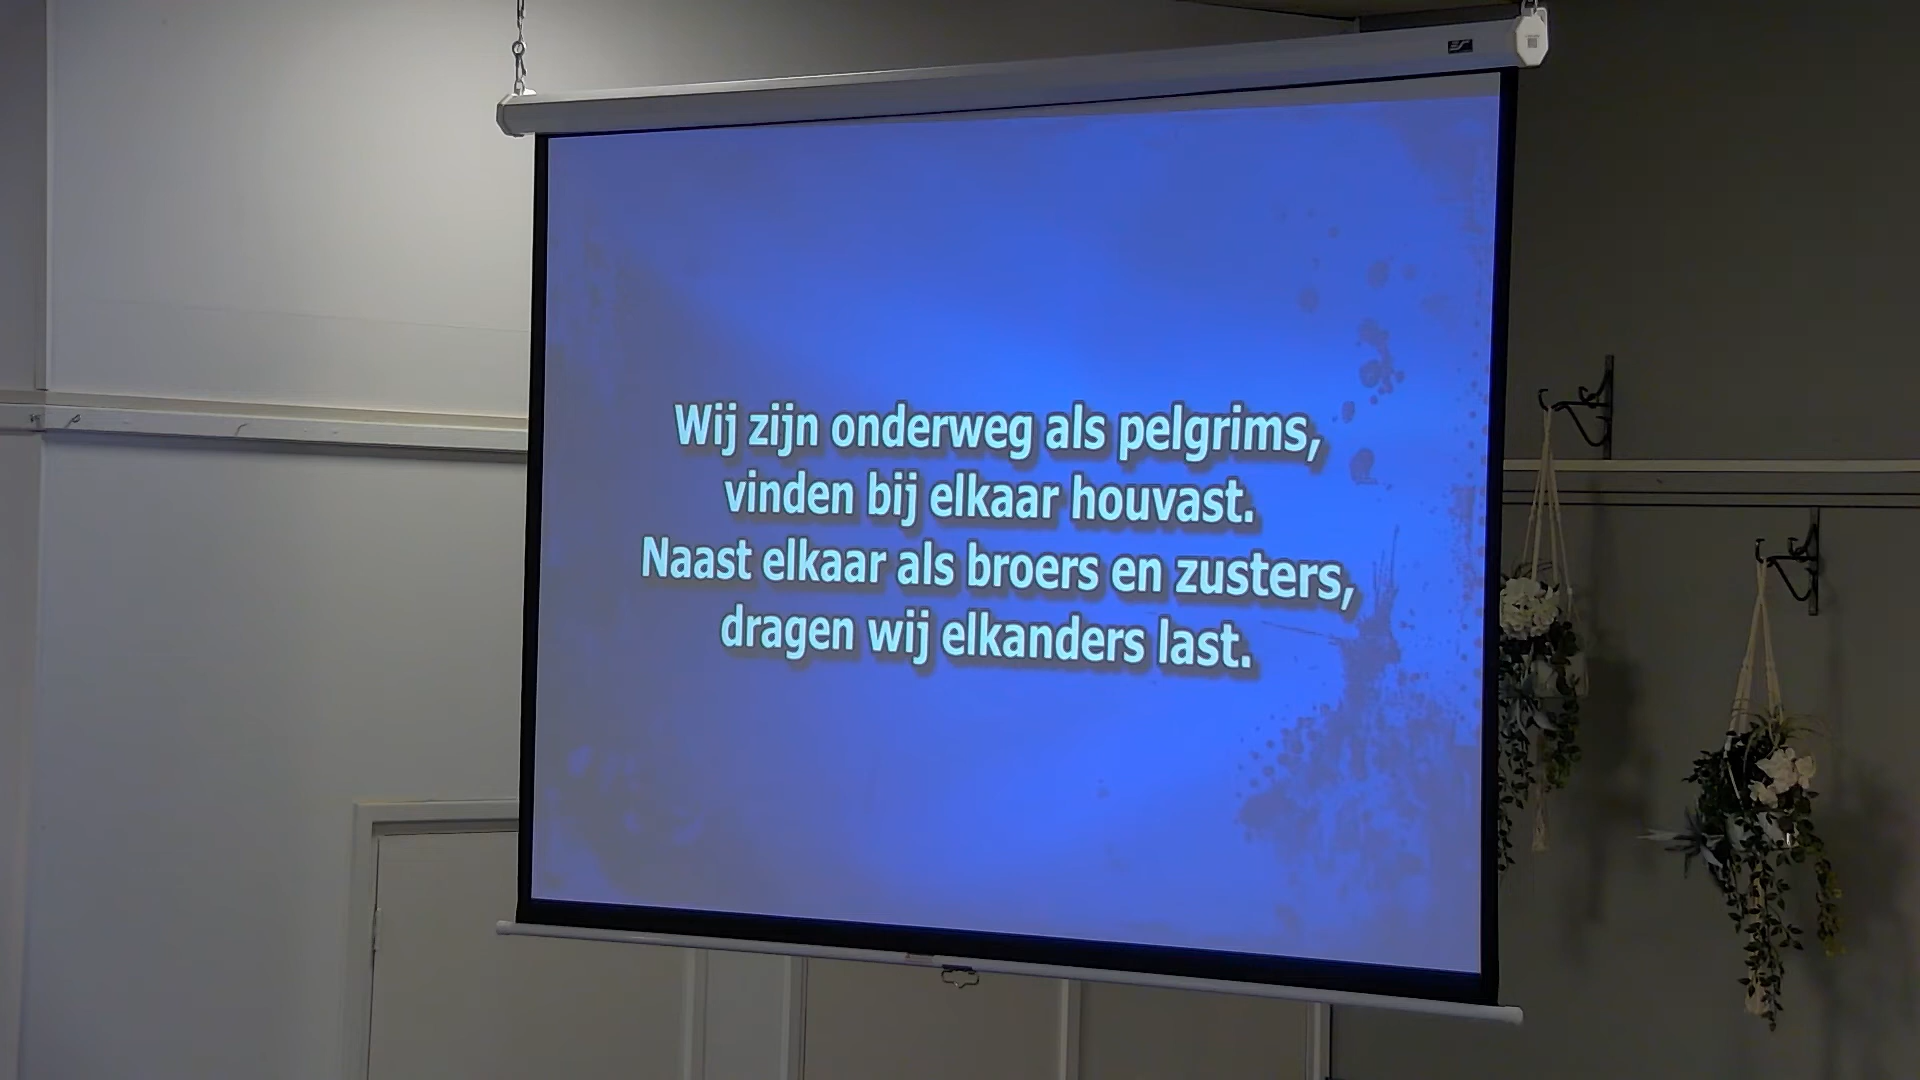 Wij zijn onderweg als pelgrims,
vinden bij elkaar houvast.
Naast elkaar als broers en zusters,
dragen wij elkanders last.